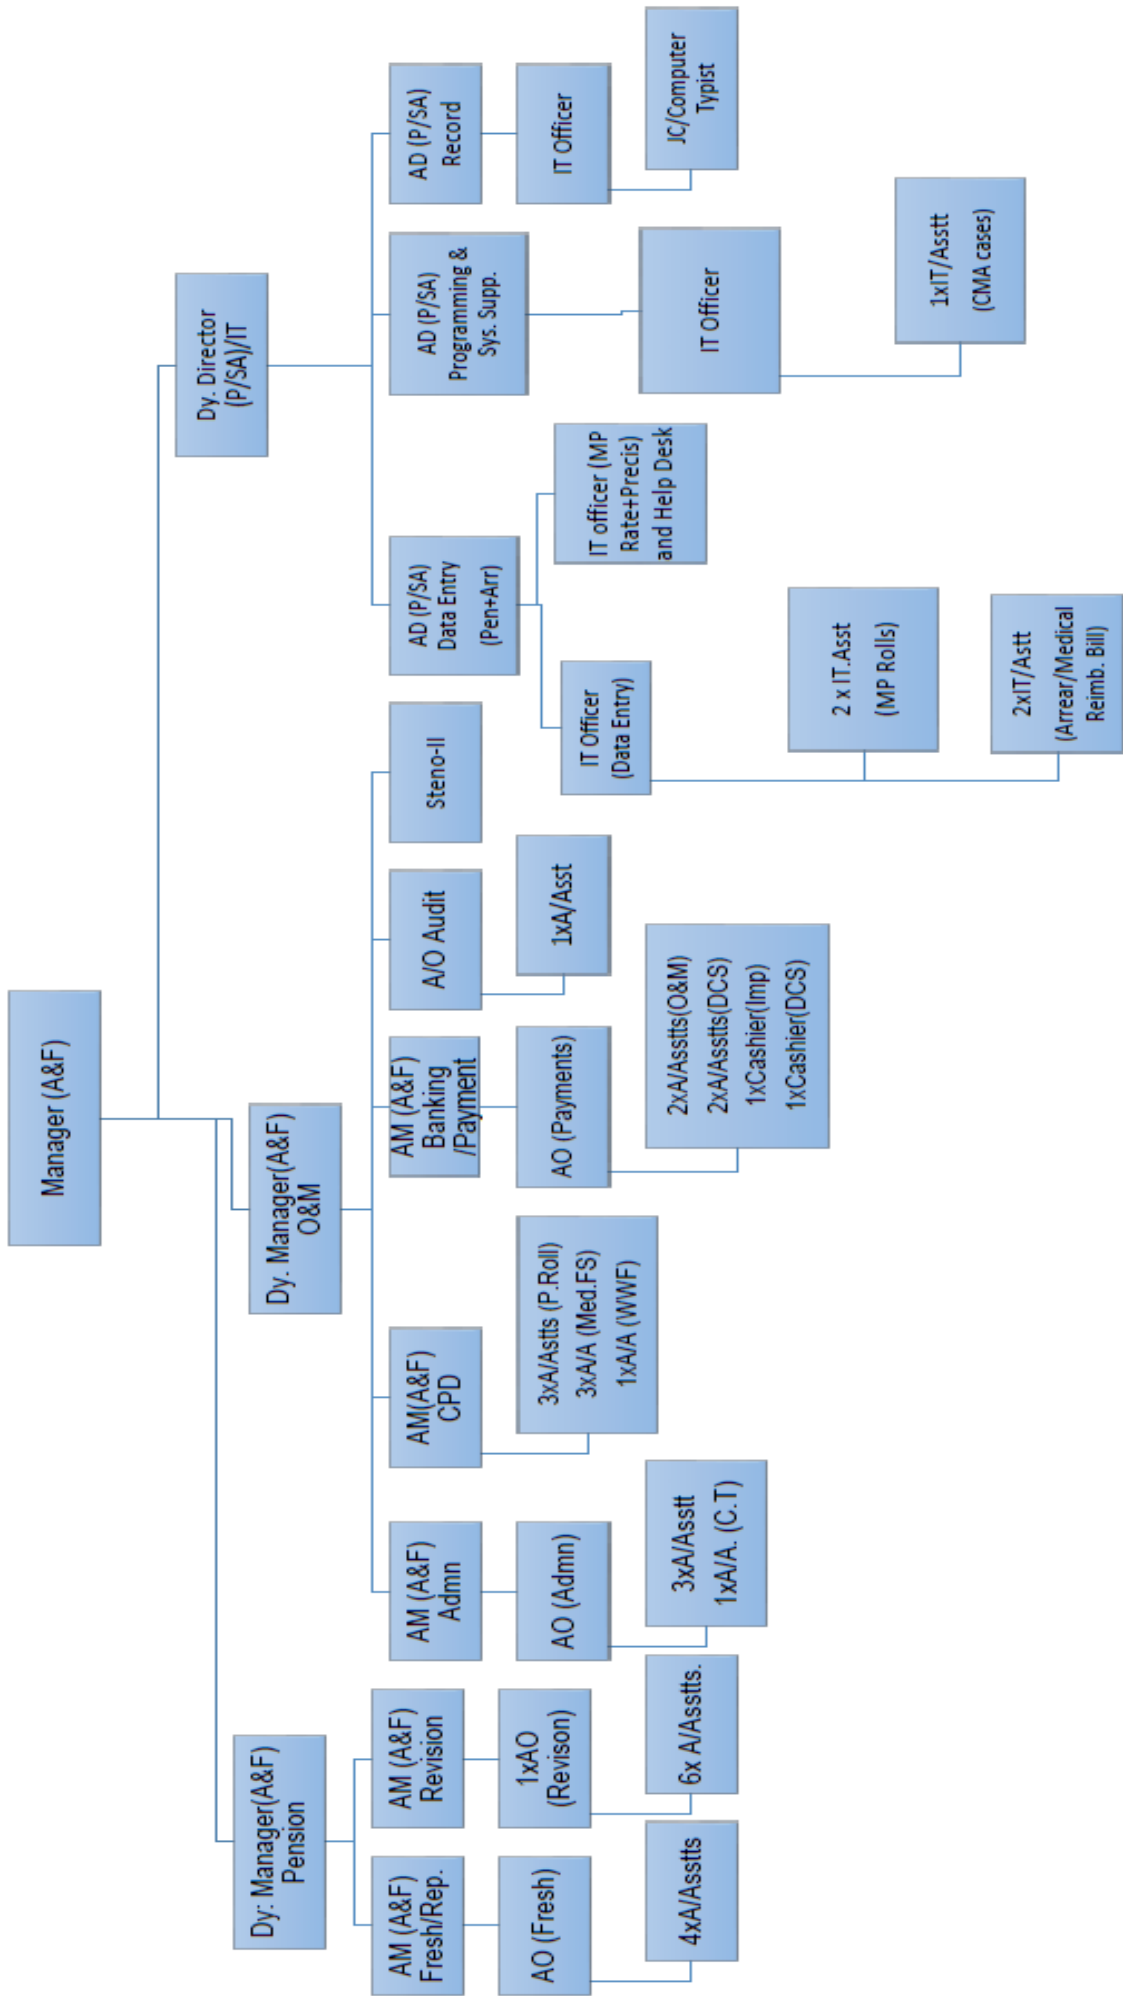 Manager (A&F)
Dy: Manager(A&F)
Pension
Dy. Manager(A&F)
O&M
Dy. Director
(P/SA)/IT
AM (A&F)
Fresh/Rep.
AM (A&F)
Revision
AM (A&F)
Admn
AM(A&F)
CPD
AM (A&F)
Banking
/Payment
A/O Audit
Steno-II
AD (P/SA)
Data Entry
(Pen+Arr)
AD (P/SA)
Programming &
Sys. Supp.
AD (P/SA)
Record
AO (Fresh)
1xAO
(Revison)
AO (Admn)
3xA/Astts (P.Roll)
3xA/A (Med.FS)
1xA/A (WWF)
AO (Payments)
1xA/Asst
IT Officer
(Data Entry)
IT officer (MP
Rate+Precis)
and Help Desk
IT Officer
IT Officer
4xA/Asstts
6x A/Asstts.
3xA/Asstt
1xA/A. (C.T)
2xA/Asstts(O&M)
2xA/Asstts(DCS)
1xCashier(Imp)
1xCashier(DCS)
JC/Computer
Typist
2 x IT.Asst
(MP Rolls)
1xIT/Asstt
(CMA cases)
2xIT/Astt
(Arrear/Medical
Reimb. Bill)